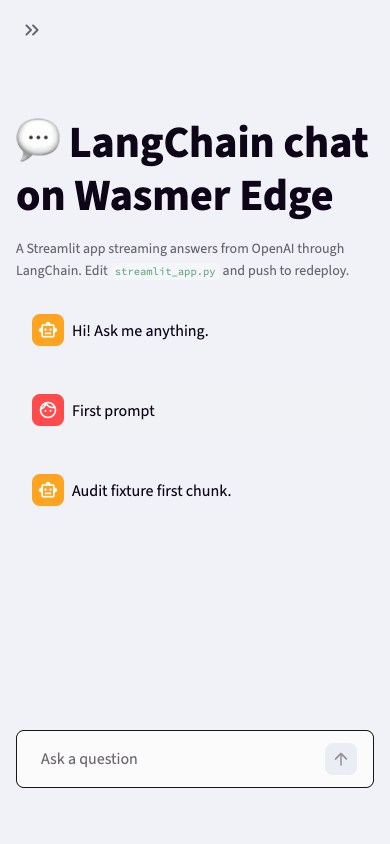 LangChain chat
on Wasmer Edge
A Streamlit app streaming answers from OpenAI through
LangChain. Edit streamlit_app.py and push to redeploy.
Hi! Ask me anything.
First prompt
Audit fixture first chunk.
Ask a question